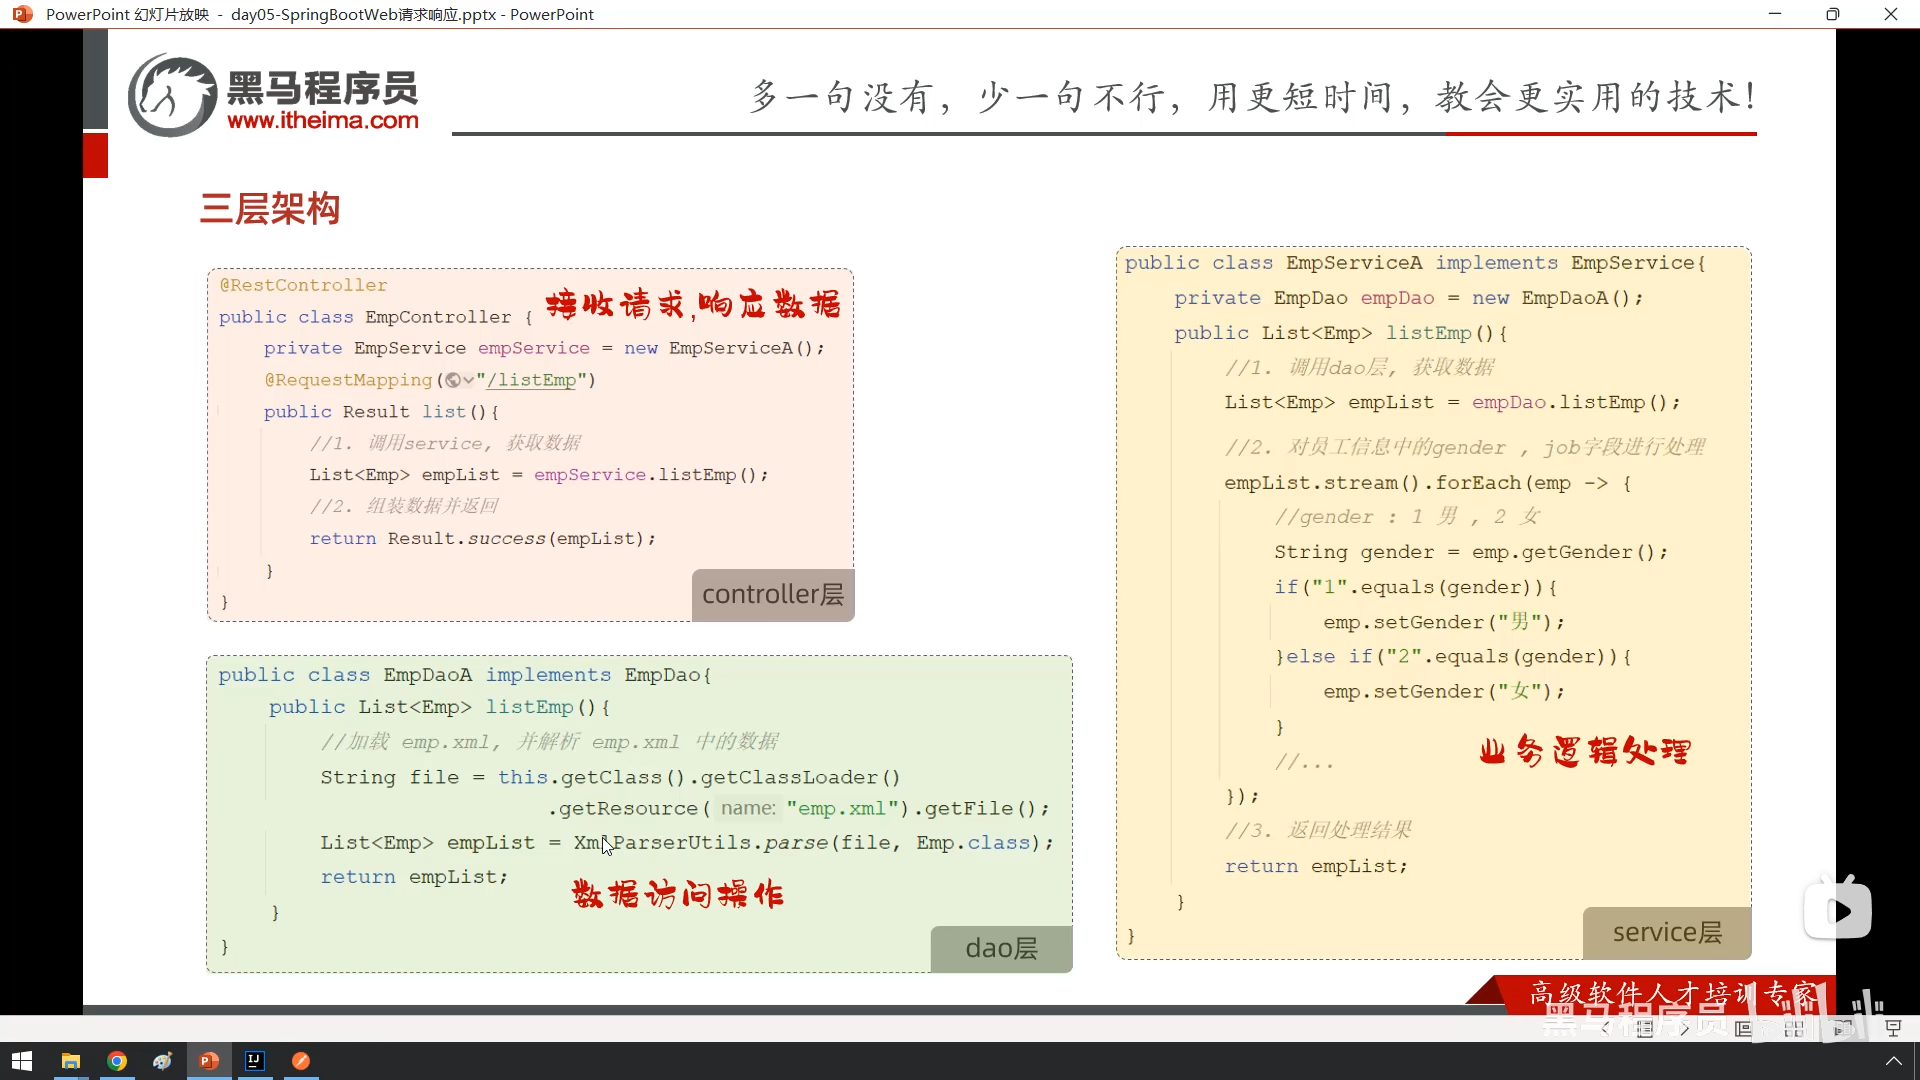 PowerPoint 幻灯片放映 - day05-SpringBootWeb请求响应.pptx - PowerPoint
黑马程序员
www.itheima.com
多一句没有，少一句不行，用更短时间，教会更实用的技术！
三层架构
@RestController
接收请求,响应数据
public class EmpController {
private EmpService empService = new EmpServiceA();
@RequestMapping("/listEmp")
public Result list(){
//1. 调用service, 获取数据
List<Emp> empList = empService.listEmp();
//2. 组装数据并返回
return Result.success(empList);
}
}
controller层
public class EmpDaoA implements EmpDao{
public List<Emp> listEmp(){
//加载 emp.xml, 并解析 emp.xml 中的数据
String file = this.getClass().getClassLoader()
.getResource( name: "emp.xml").getFile();
List<Emp> empList = XmlParserUtils.parse(file, Emp.class);
return empList;
数据访问操作
}
}
dao层
public class EmpServiceA implements EmpService{
private EmpDao empDao = new EmpDaoA();
public List<Emp> listEmp(){
//1. 调用dao层, 获取数据
List<Emp> empList = empDao.listEmp();
//2. 对员工信息中的gender , job字段进行处理
empList.stream().forEach(emp -> {
//gender : 1 男 , 2 女
String gender = emp.getGender();
if("1".equals(gender)){
emp.setGender("男");
}else if("2".equals(gender)){
emp.setGender("女");
}
业务逻辑处理
//...
});
//3. 返回处理结果
return empList;
}
}
service层
高级软件人才培训专家
黑马程序员